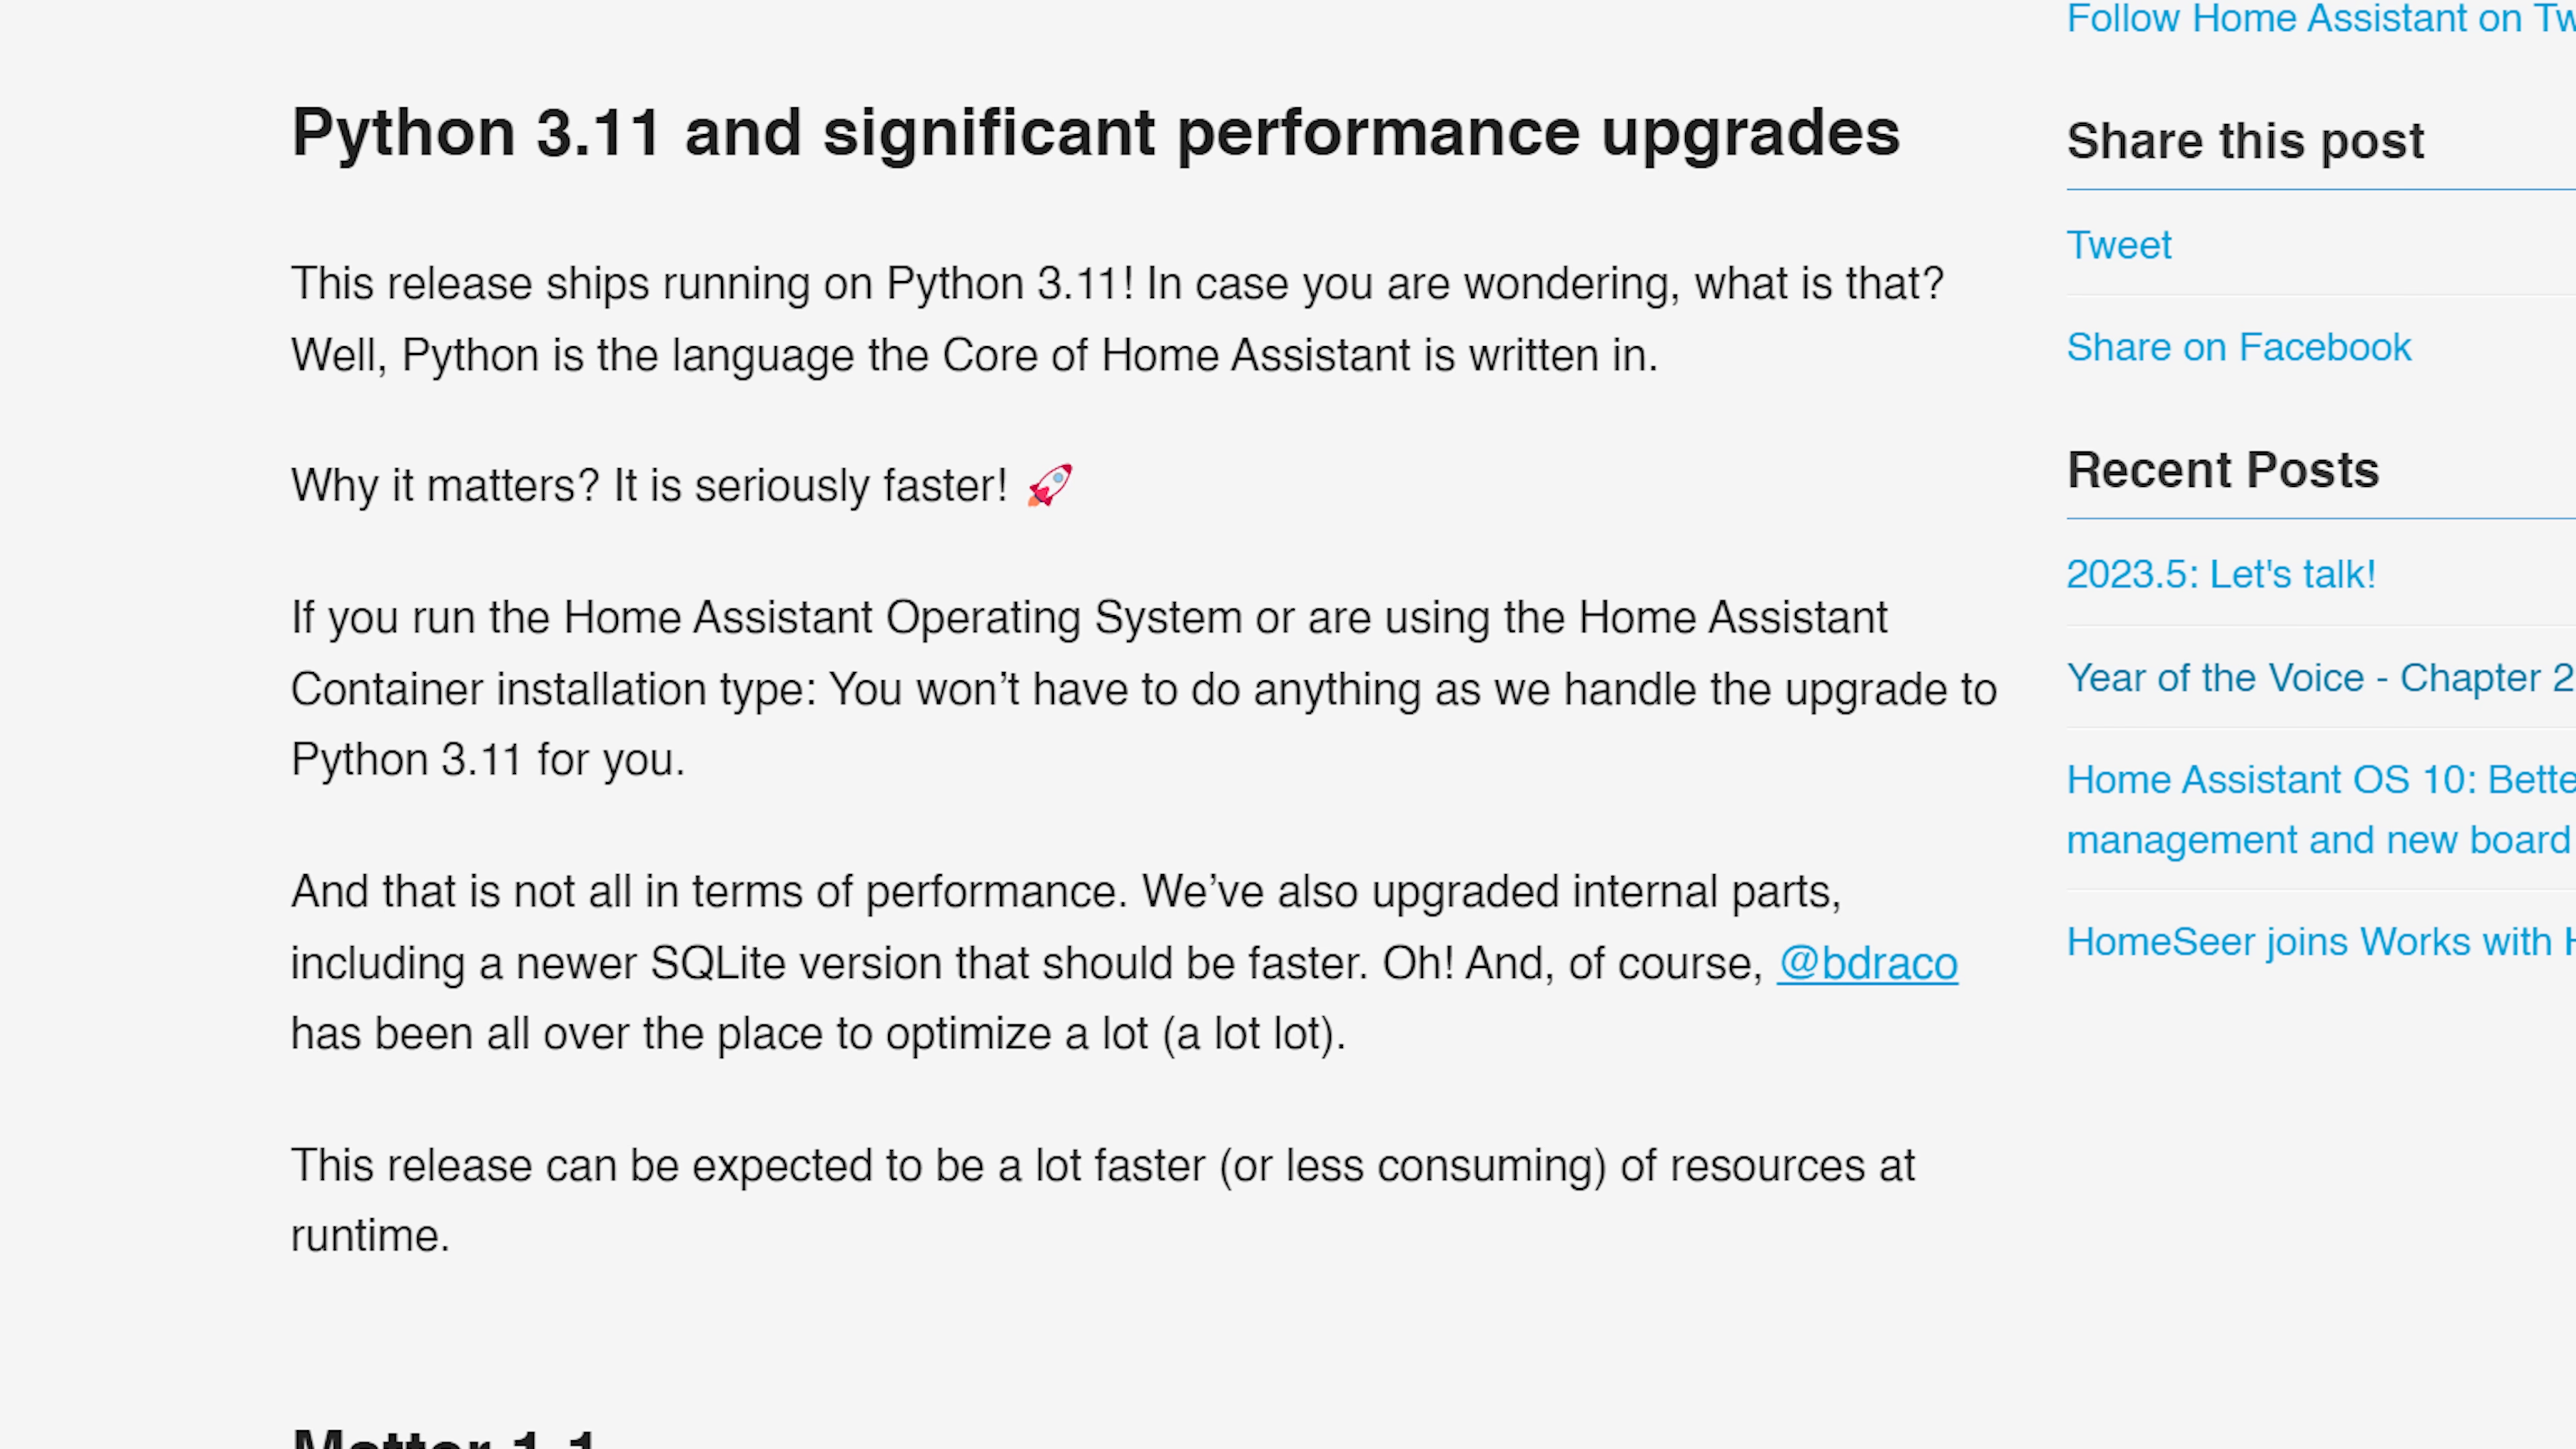 Python 3.11 and significant performance upgrades
This release ships running on Python 3.11! In case you are wondering, what is that?
Well, Python is the language the Core of Home Assistant is written in.
Why it matters? It is seriously faster! 🚀
If you run the Home Assistant Operating System or are using the Home Assistant
Container installation type: You won’t have to do anything as we handle the upgrade to
Python 3.11 for you.
And that is not all in terms of performance. We’ve also upgraded internal parts,
including a newer SQLite version that should be faster. Oh! And, of course, @bdraco
has been all over the place to optimize a lot (a lot lot).
This release can be expected to be a lot faster (or less consuming) of resources at
runtime.
Matter 1.1
Follow Home Assistant on Tw
Share this post
Tweet
Share on Facebook
Recent Posts
2023.5: Let's talk!
Year of the Voice - Chapter 2
Home Assistant OS 10: Bette
management and new board
HomeSeer joins Works with H